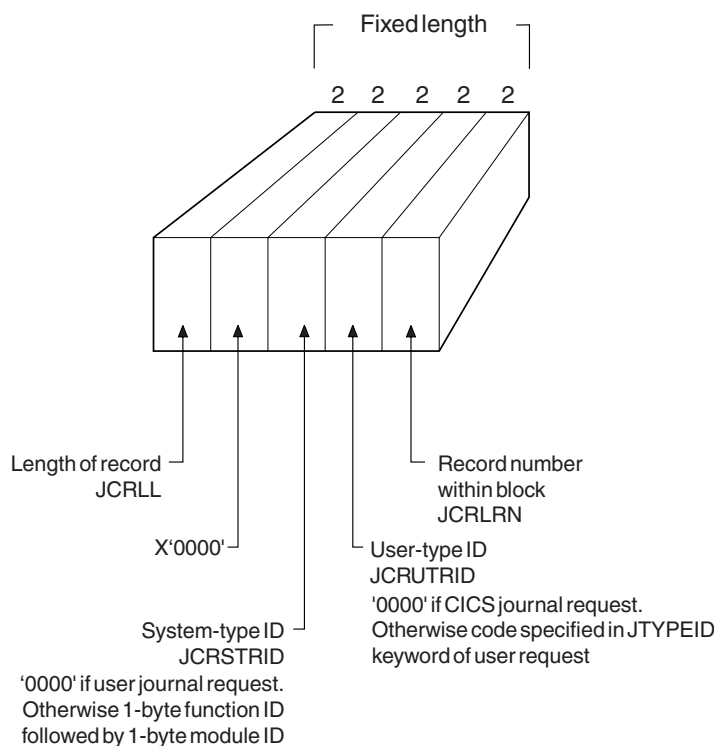 Fixed length
2 2 2 2 2
Length of record
JCRLL
X‘0000'
System-type ID
JCRSTRID
‘0000' if user journal request.
Otherwise 1-byte function ID
followed by 1-byte module ID
User-type ID
JCRUTRID
'0000' if CICS journal request.
Otherwise code specified in JTYPEID
keyword of user request
Record number
within block
JCRLRN